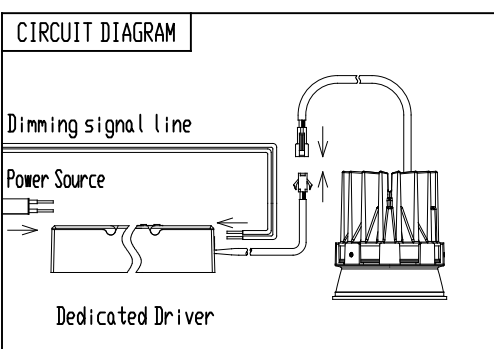 CIRCUIT DIAGRAM
Dimming signal line
Power Source
Dedicated Driver